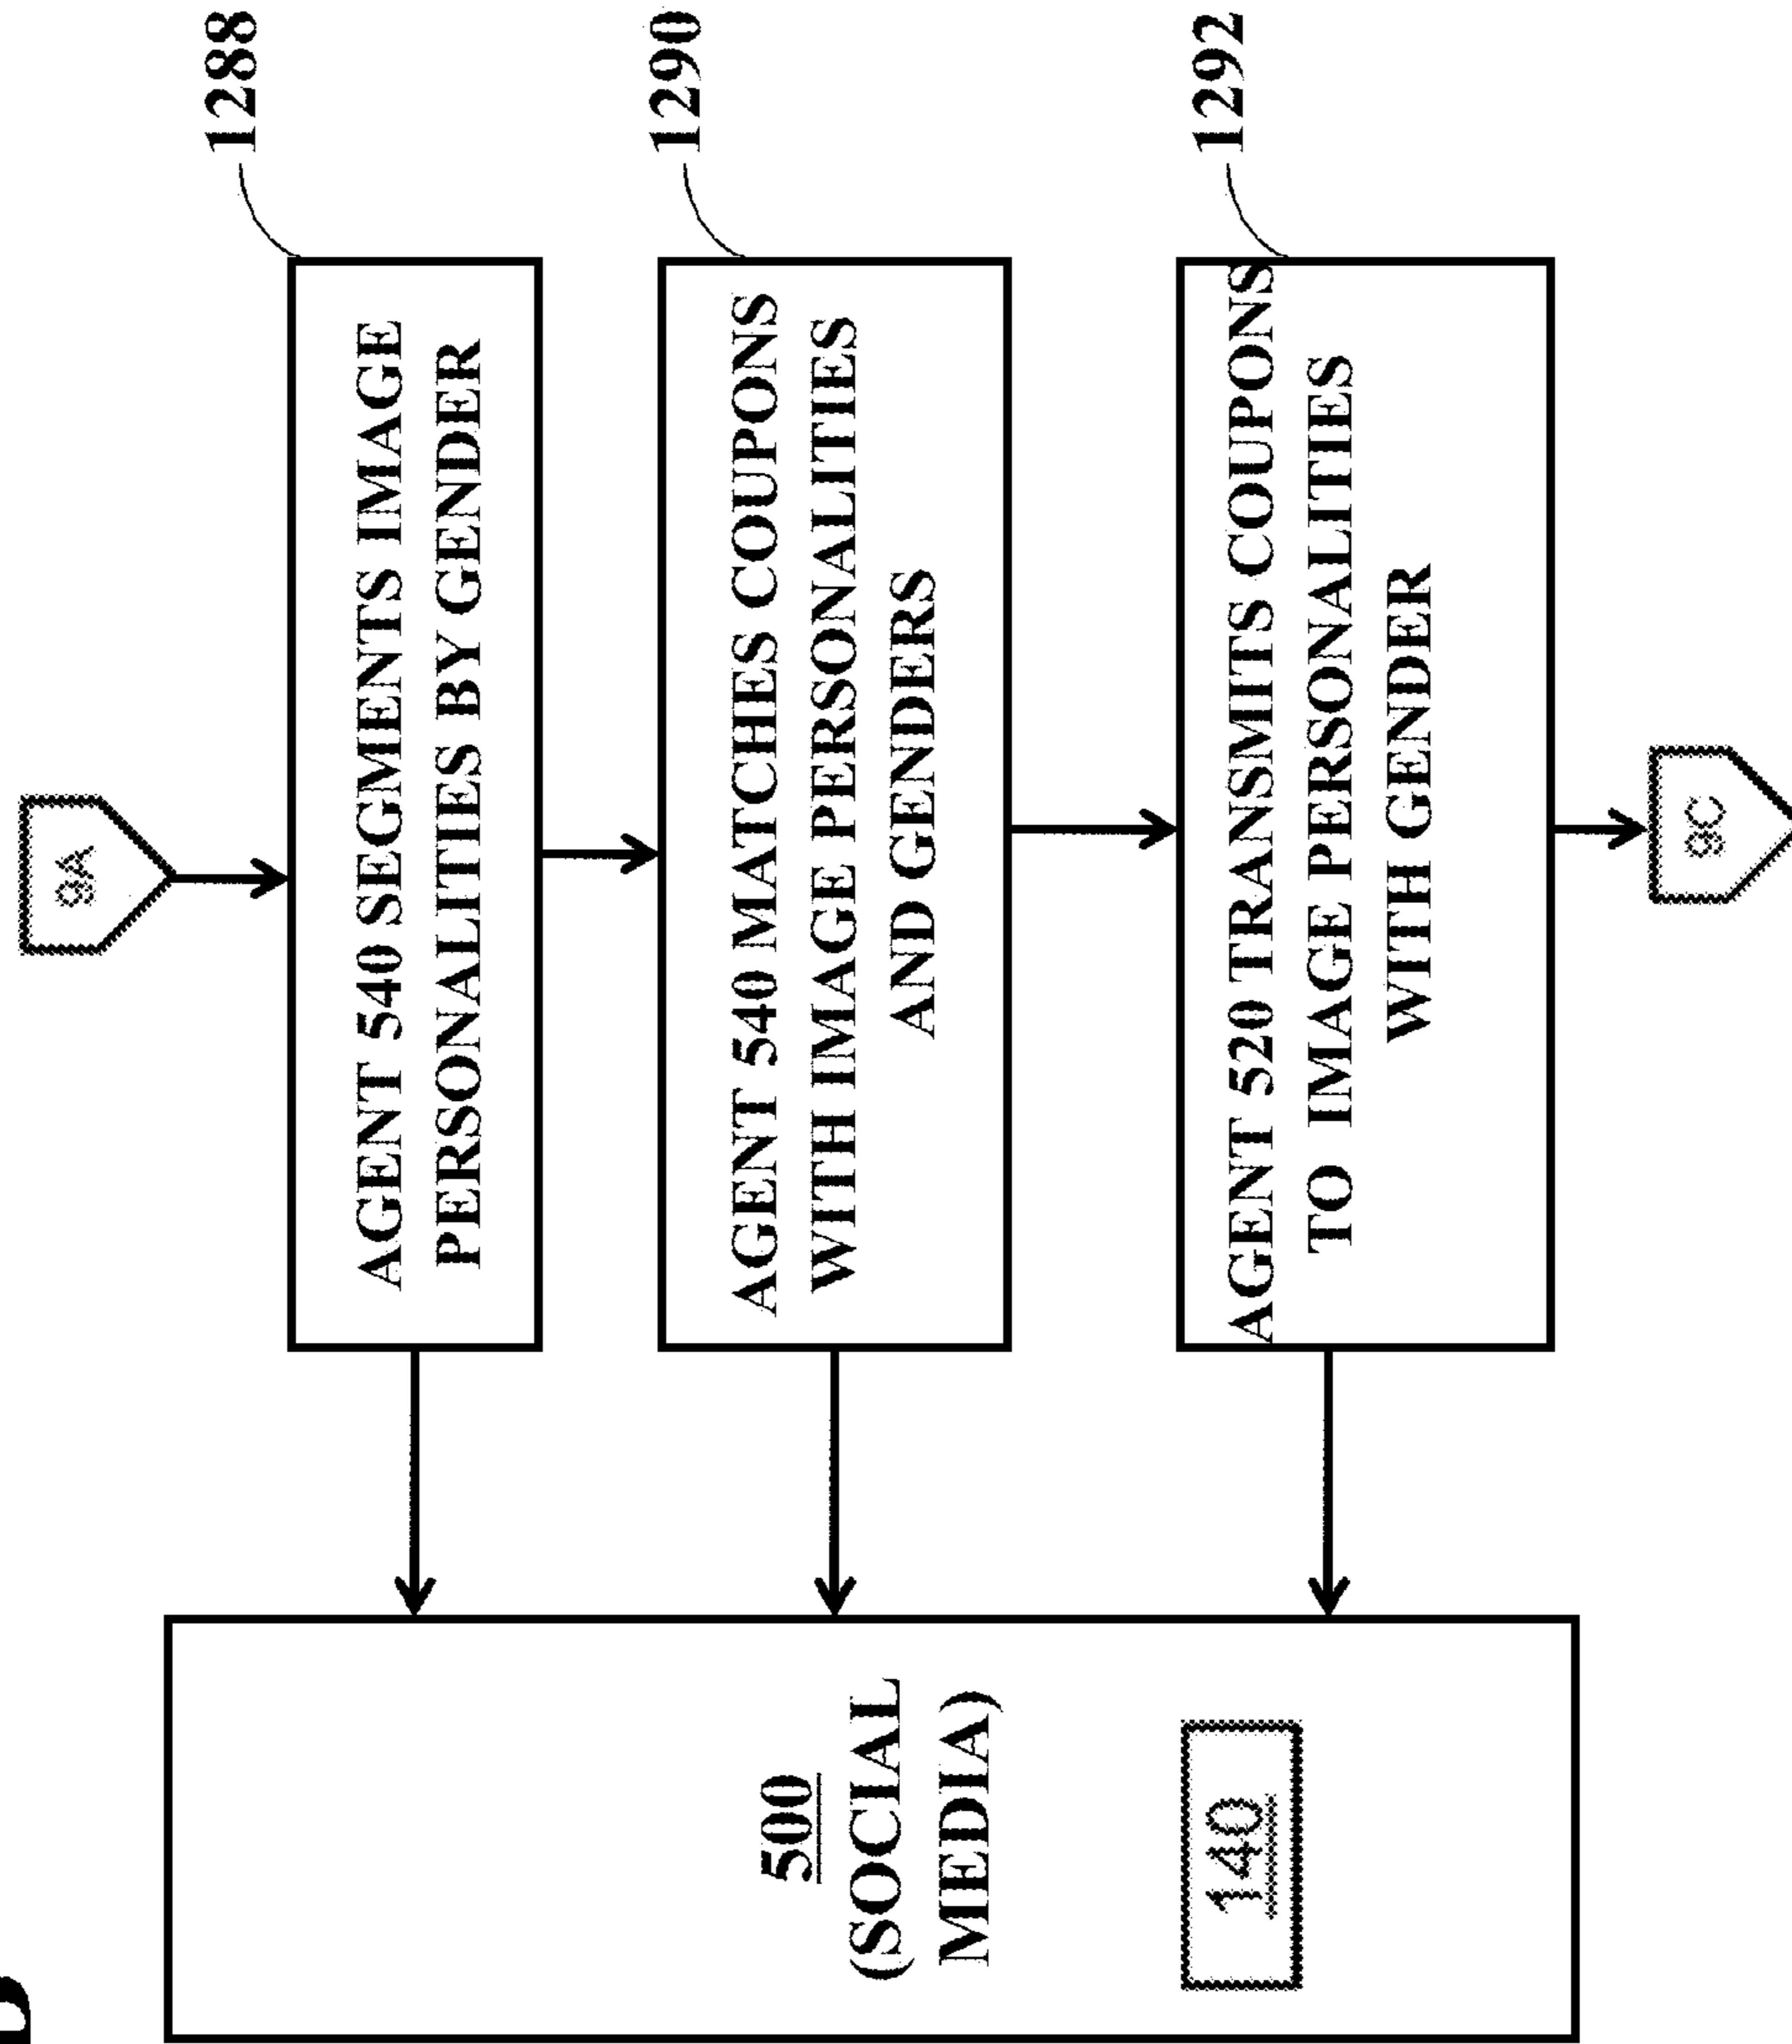 9A
AGENT 540 SEGMENTS IMAGE
PERSONALITIES BY GENDER
1288
AGENT 540 MATCHES COUPONS
WITH IMAGE PERSONALITIES
AND GENDERS
1290
AGENT 520 TRANSMITS COUPONS
TO IMAGE PERSONALITIES
WITH GENDER
1292
9C
500
(SOCIAL
MEDIA)
140